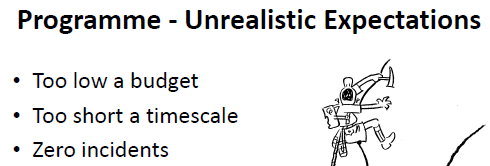 Programme - Unrealistic Expectations
• Too low a budget
• Too short a timescale
• Zero incidents